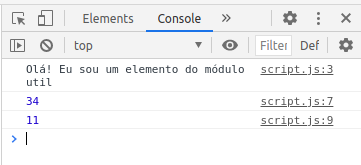 Elements Console »
top Filter Def
Olá! Eu sou um elemento do módulo script.js:3
util
34 script.js:7
11 script.js:9